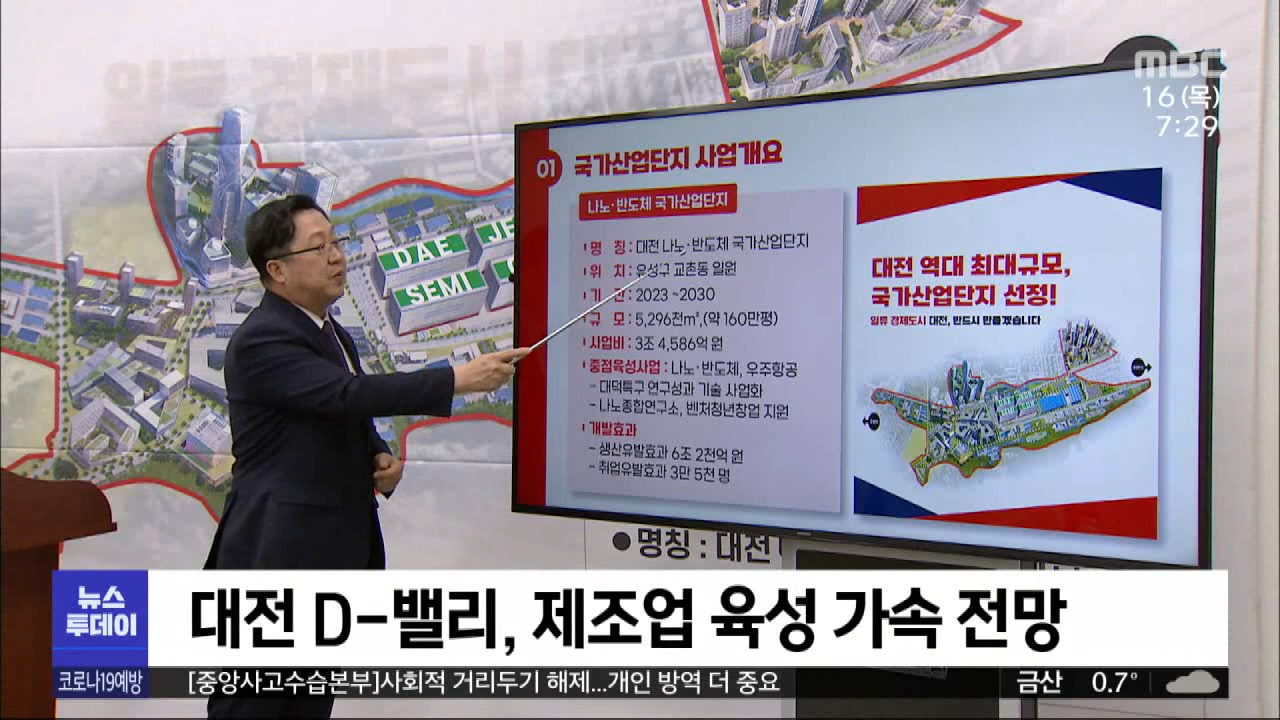 MBC
16 (목)
7:29
01 국가산업단지 사업개요
나노·반도체 국가산업단지
명 칭 : 대전 나노·반도체 국가산업단지
위 치 : 유성구 교촌동 일원
기 간 : 2023 ~2030
규 모 : 5,296천㎡,(약 160만평)
사업비 : 3조 4,586억 원
중점육성사업 : 나노·반도체, 우주항공
- 대덕특구 연구성과 기술 사업화
- 나노종합연구소, 벤처청년창업 지원
개발효과
- 생산유발효과 6조 2천억 원
- 취업유발효과 3만 5천 명
대전 역대 최대규모,
국가산업단지 선정!
일류 경제도시 대전, 반드시 만들겠습니다
DAE JE
SEMI
●명칭 : 대전
뉴스
투데이
대전 D-밸리, 제조업 육성 가속 전망
코로나19예방
[중앙사고수습본부]사회적 거리두기 해제...개인 방역 더 중요
금산 0.7°